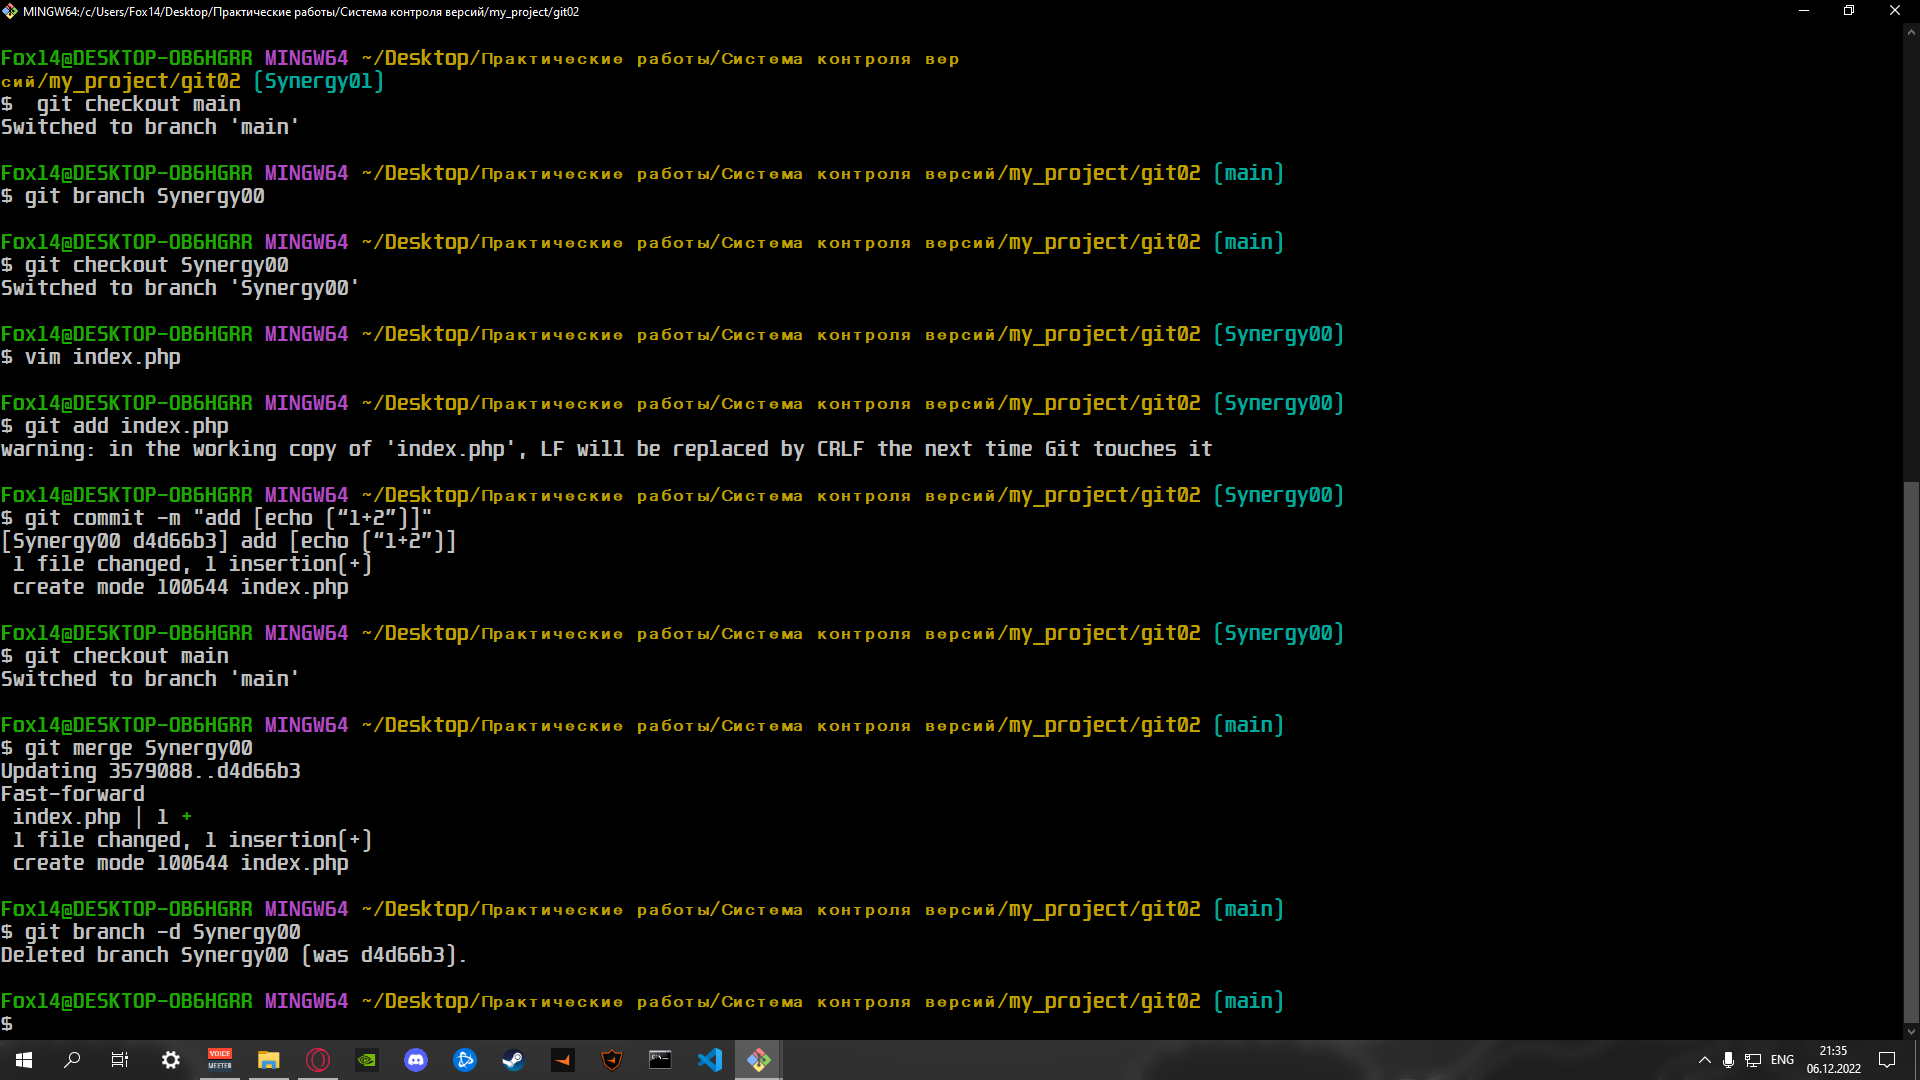 MINGW64:/c/Users/Fox14/Desktop/Практические работы/Система контроля версий/my_project/git02
Fox14@DESKTOP-OB6HGRR MINGW64 ~/Desktop/Практические работы/Система контроля вер
сий/my_project/git02 (Synergy01)
$  git checkout main
Switched to branch 'main'
Fox14@DESKTOP-OB6HGRR MINGW64 ~/Desktop/Практические работы/Система контроля версий/my_project/git02 (main)
$ git branch Synergy00
Fox14@DESKTOP-OB6HGRR MINGW64 ~/Desktop/Практические работы/Система контроля версий/my_project/git02 (main)
$ git checkout Synergy00
Switched to branch 'Synergy00'
Fox14@DESKTOP-OB6HGRR MINGW64 ~/Desktop/Практические работы/Система контроля версий/my_project/git02 (Synergy00)
$ vim index.php
Fox14@DESKTOP-OB6HGRR MINGW64 ~/Desktop/Практические работы/Система контроля версий/my_project/git02 (Synergy00)
$ git add index.php
warning: in the working copy of 'index.php', LF will be replaced by CRLF the next time Git touches it
Fox14@DESKTOP-OB6HGRR MINGW64 ~/Desktop/Практические работы/Система контроля версий/my_project/git02 (Synergy00)
$ git commit -m "add [echo (“1+2”)]"
[Synergy00 d4d66b3] add [echo (“1+2”)]
 1 file changed, 1 insertion(+)
 create mode 100644 index.php
Fox14@DESKTOP-OB6HGRR MINGW64 ~/Desktop/Практические работы/Система контроля версий/my_project/git02 (Synergy00)
$ git checkout main
Switched to branch 'main'
Fox14@DESKTOP-OB6HGRR MINGW64 ~/Desktop/Практические работы/Система контроля версий/my_project/git02 (main)
$ git merge Synergy00
Updating 3579088..d4d66b3
Fast-forward
 index.php | 1 +
 1 file changed, 1 insertion(+)
 create mode 100644 index.php
Fox14@DESKTOP-OB6HGRR MINGW64 ~/Desktop/Практические работы/Система контроля версий/my_project/git02 (main)
$ git branch -d Synergy00
Deleted branch Synergy00 (was d4d66b3).
Fox14@DESKTOP-OB6HGRR MINGW64 ~/Desktop/Практические работы/Система контроля версий/my_project/git02 (main)
$
VOICE
MEETER
ENG
21:35
06.12.2022